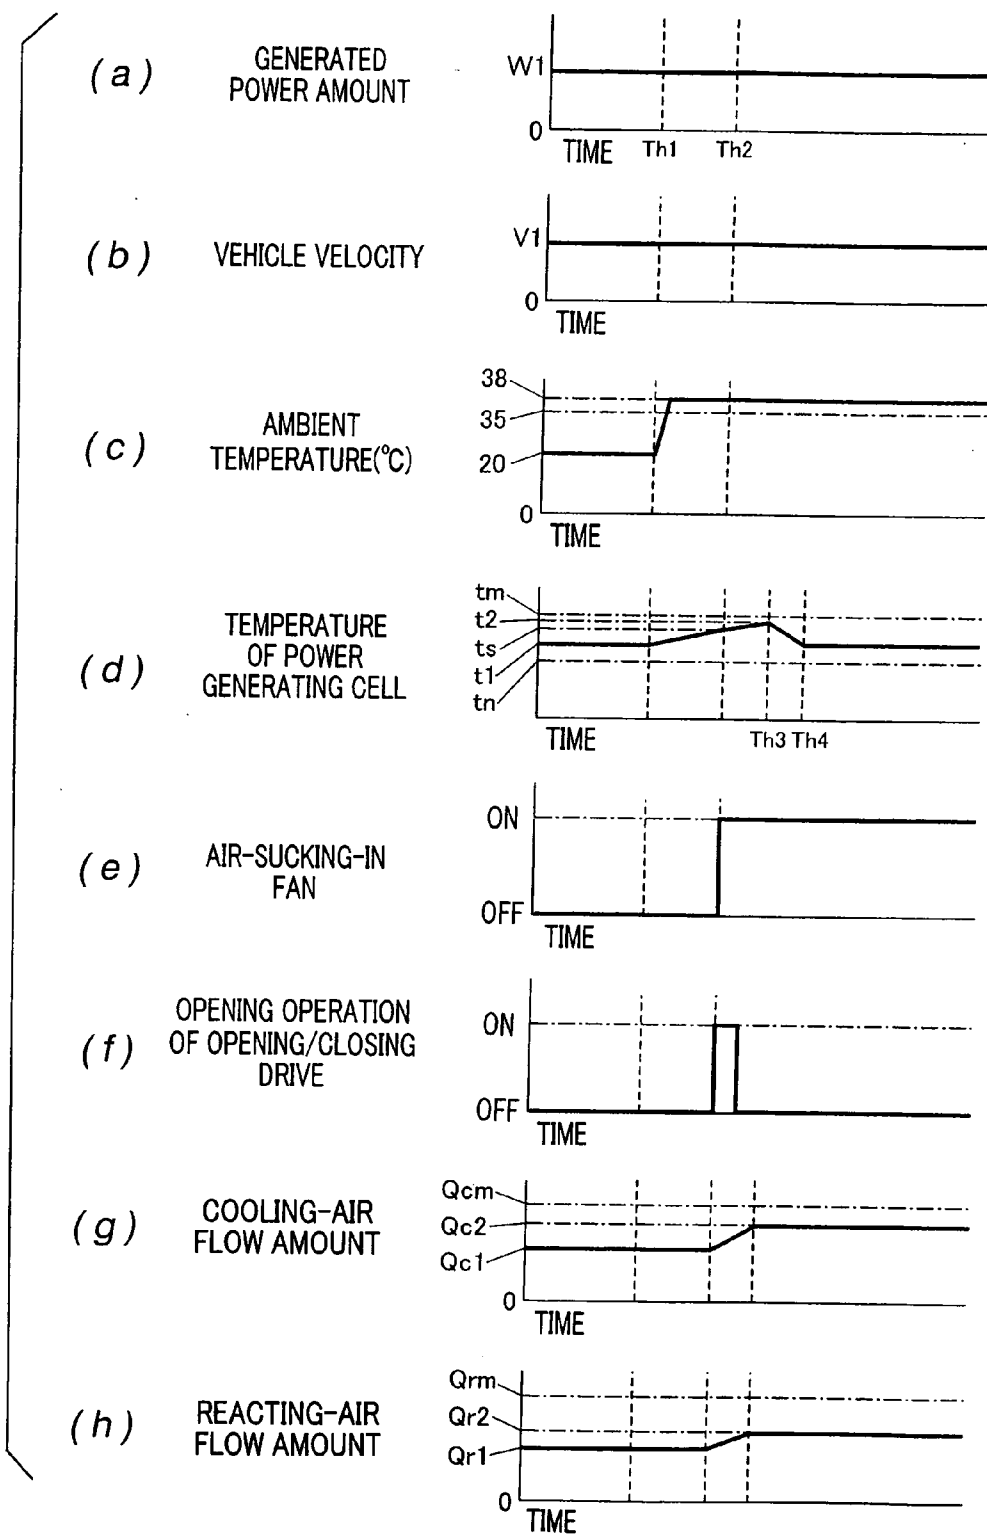 (a)
GENERATED
POWER AMOUNT
W1
0
TIME
Th1
Th2
(b)
VEHICLE VELOCITY
V1
0
TIME
(c)
AMBIENT
TEMPERATURE(°C)
38
35
20
0
TIME
(d)
TEMPERATURE
OF POWER
GENERATING CELL
tm
t2
ts
t1
tn
TIME
Th3 Th4
(e)
AIR-SUCKING-IN
FAN
ON
OFF
TIME
(f)
OPENING OPERATION
OF OPENING/CLOSING
DRIVE
ON
OFF
TIME
(g)
COOLING-AIR
FLOW AMOUNT
Qcm
Qc2
Qc1
0
TIME
(h)
REACTING-AIR
FLOW AMOUNT
Qrm
Qr2
Qr1
0
TIME